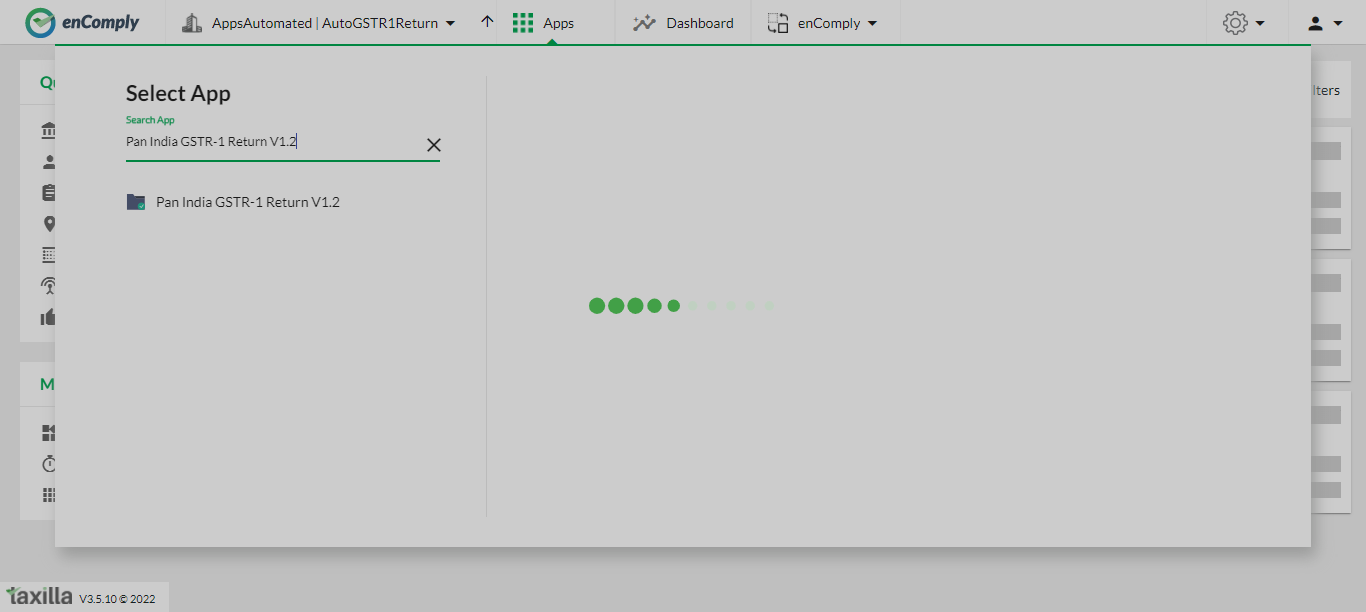 enComply
AppsAutomated | AutoGSTR1Return
Apps
Dashboard
enComply
Select App
Search App
Pan India GSTR-1 Return V1.2
Pan India GSTR-1 Return V1.2
lters
M
taxilla V3.5.10 © 2022